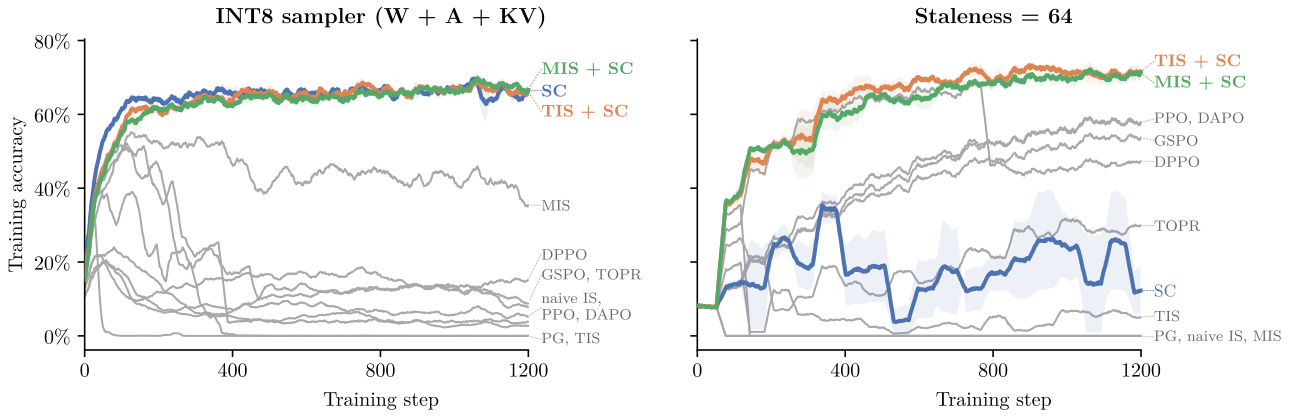 INT8 sampler (W + A + KV)
Training accuracy
80%
60%
40%
20%
0%
0
400
800
1200
Training step
MIS + SC
SC
TIS + SC
MIS
DPPO
GSPO, TOPR
naive IS,
PPO, DAPO
PG, TIS
Staleness = 64
0
400
800
1200
Training step
TIS + SC
MIS + SC
PPO, DAPO
GSPO
DPPO
TOPR
SC
TIS
PG, naive IS, MIS